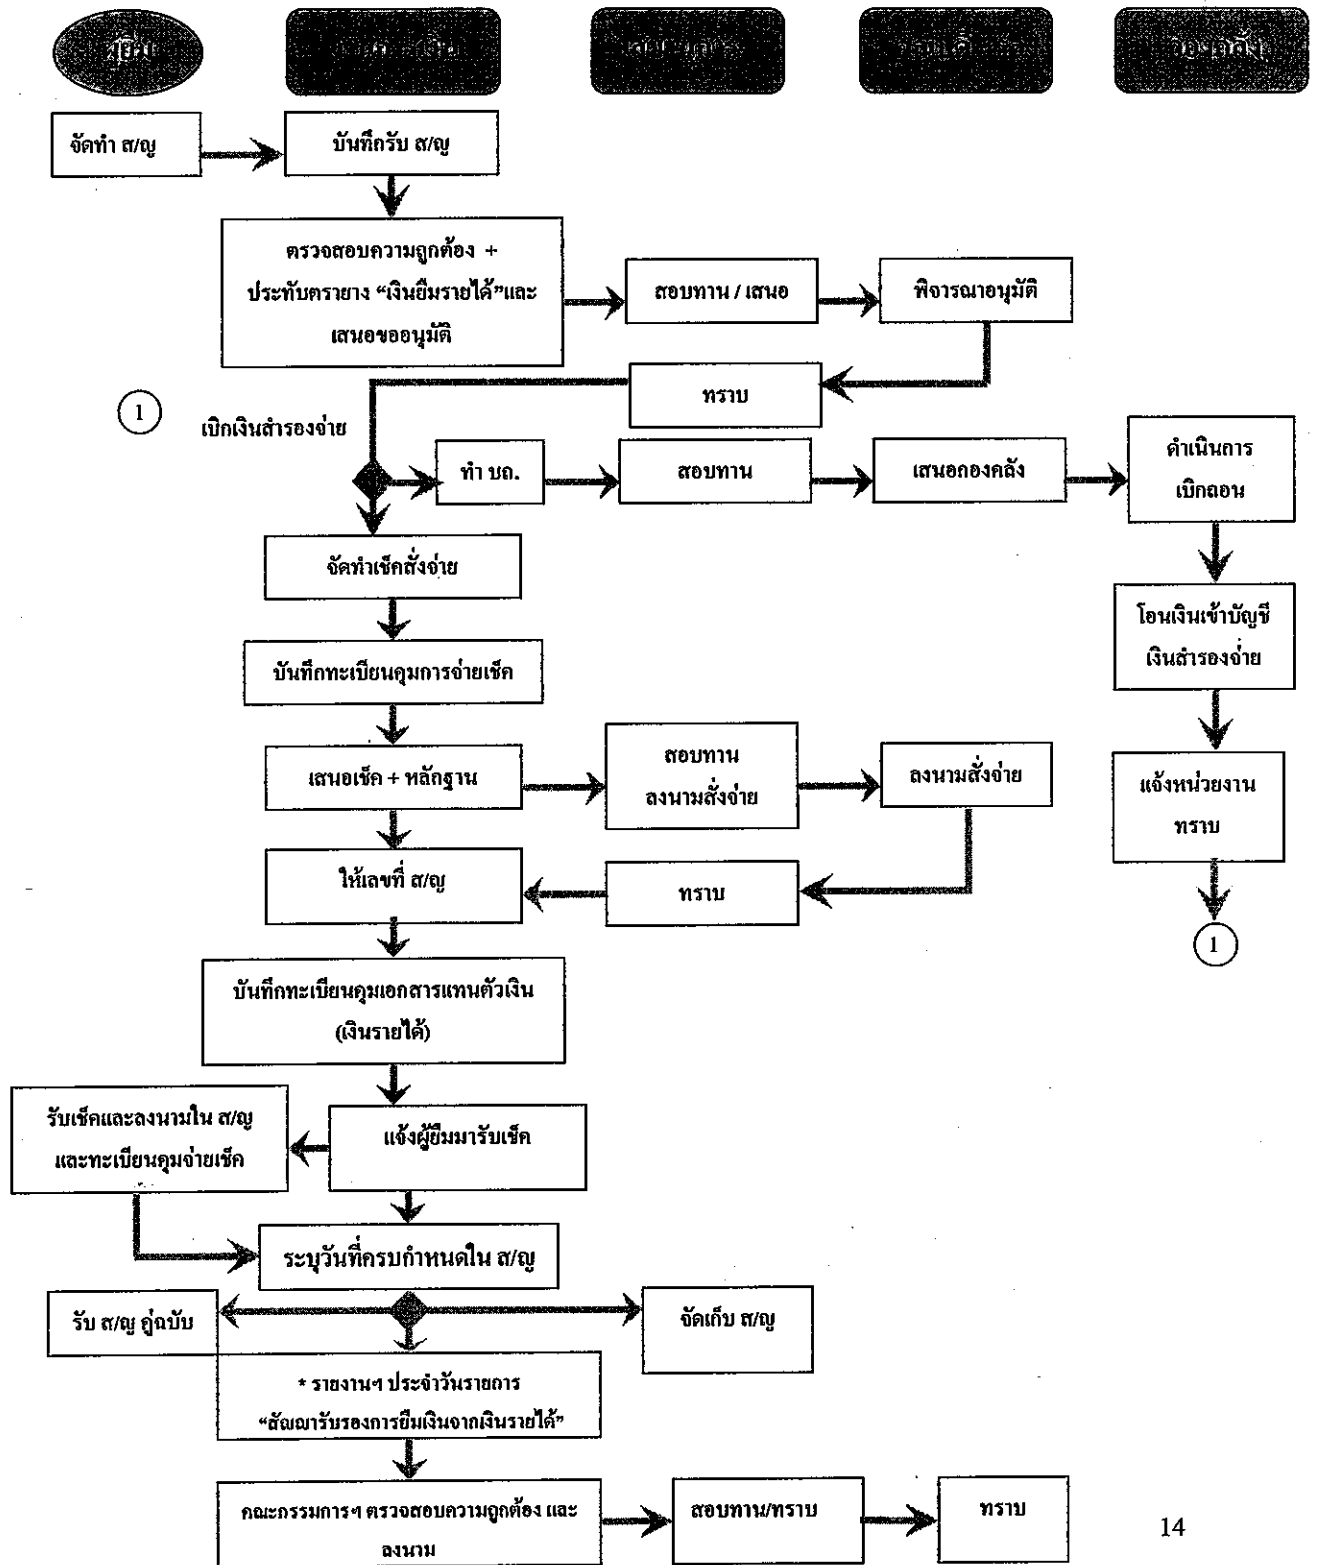 ผู้ยืม
กองคลัง
จัดทำ ส/ญ
บันทึกรับ ส/ญ
ตรวจสอบความถูกต้อง +
ประทับตรายาง “เงินยืมรายได้”และ
เสนอขออนุมัติ
สอบทาน / เสนอ
พิจารณาอนุมัติ
ทราบ
1
เบิกเงินสำรองจ่าย
ทำ บถ.
สอบทาน
เสนอกองคลัง
ดำเนินการ
เบิกถอน
จัดทำเช็คสั่งจ่าย
โอนเงินเข้าบัญชี
เงินสำรองจ่าย
บันทึกทะเบียนคุมการจ่ายเช็ค
เสนอเช็ค + หลักฐาน
สอบทาน
ลงนามสั่งจ่าย
ลงนามสั่งจ่าย
แจ้งหน่วยงาน
ทราบ
ให้เลขที่ ส/ญ
ทราบ
1
บันทึกทะเบียนคุมเอกสารแทนตัวเงิน
(เงินรายได้)
รับเช็คและลงนามใน ส/ญ
และทะเบียนคุมจ่ายเช็ค
แจ้งผู้ยืมมารับเช็ค
ระบุวันที่ครบกำหนดใน ส/ญ
รับ ส/ญ คู่ฉบับ
จัดเก็บ ส/ญ
* รายงานฯ ประจำวันรายการ
“สัญญารับรองการยืมเงินจากเงินรายได้”
คณะกรรมการฯ ตรวจสอบความถูกต้อง และ
ลงนาม
สอบทาน/ทราบ
ทราบ
14